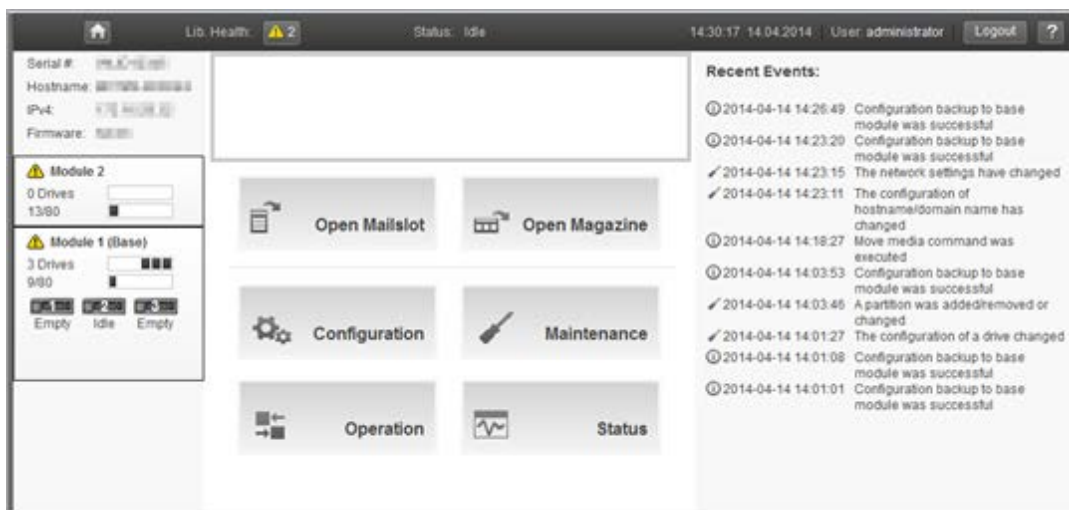 Lib. Health: 2 Status: Idle 14:30:17 14.04.2014 User: administrator Logout ?
Serial #:
Hostname:
IPv4:
Firmware:
Module 2
0 Drives
13/80
Module 1 (Base)
3 Drives
9/80
1 2 3
Empty Idle Empty
Open Mailslot
Open Magazine
Configuration
Maintenance
Operation
Status
Recent Events:
2014-04-14 14:26:49 Configuration backup to base
module was successful
2014-04-14 14:23:20 Configuration backup to base
module was successful
2014-04-14 14:23:15 The network settings have changed
2014-04-14 14:23:11 The configuration of
hostname/domain name has
changed
2014-04-14 14:18:27 Move media command was
executed
2014-04-14 14:03:53 Configuration backup to base
module was successful
2014-04-14 14:03:46 A partition was added/removed or
changed
2014-04-14 14:01:27 The configuration of a drive changed
2014-04-14 14:01:08 Configuration backup to base
module was successful
2014-04-14 14:01:01 Configuration backup to base
module was successful